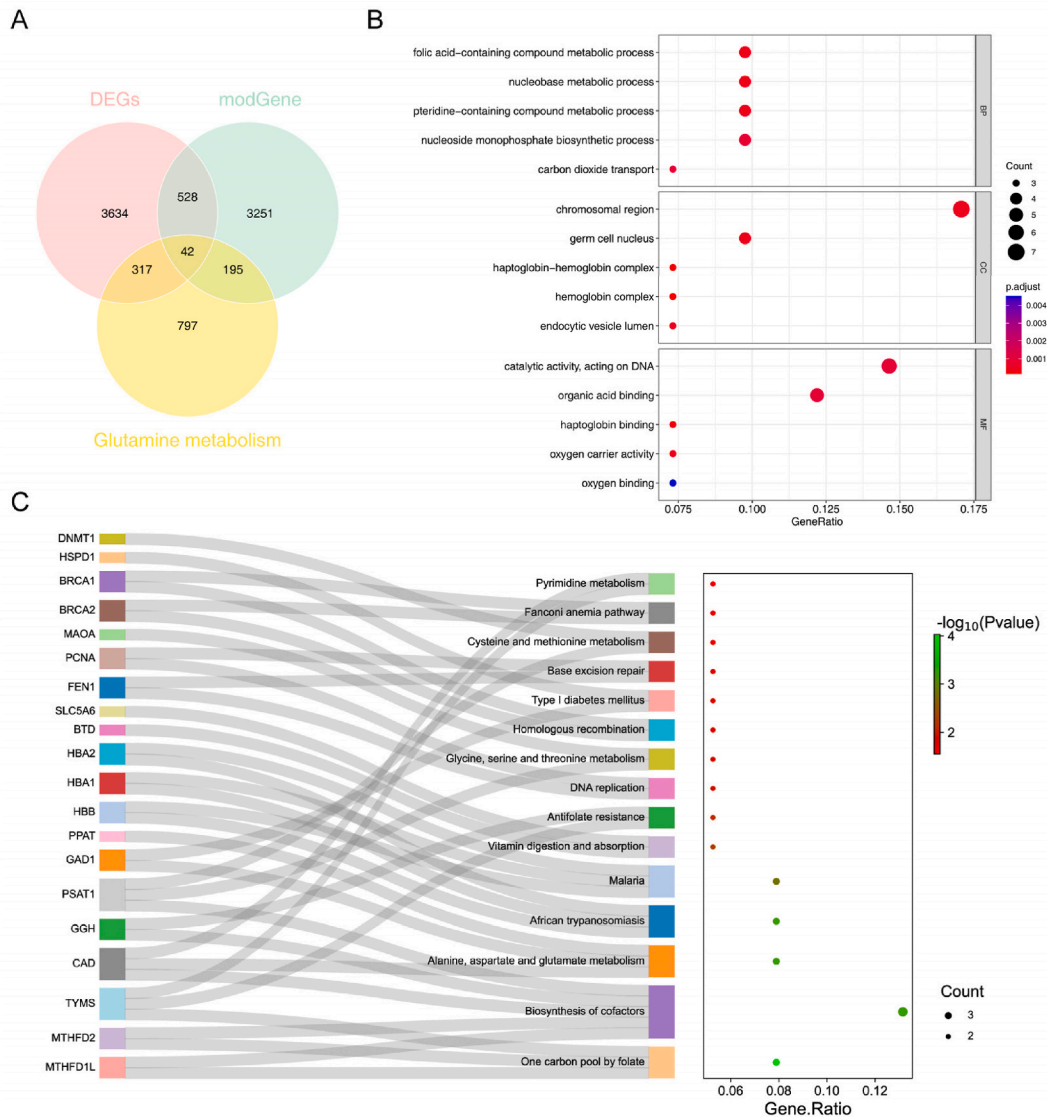 A
DEGs
modGene
3634
528
3251
42
317
195
797
Glutamine metabolism
B
folic acid−containing compound metabolic process
nucleobase metabolic process
pteridine−containing compound metabolic process
nucleoside monophosphate biosynthetic process
carbon dioxide transport
BP
chromosomal region
germ cell nucleus
haptoglobin−hemoglobin complex
hemoglobin complex
endocytic vesicle lumen
CC
catalytic activity, acting on DNA
organic acid binding
haptoglobin binding
oxygen carrier activity
oxygen binding
MF
0.075
0.100
0.125
0.150
0.175
GeneRatio
Count
3
4
5
6
7
p.adjust
0.004
0.003
0.002
0.001
C
DNMT1
HSPD1
BRCA1
BRCA2
MAOA
PCNA
FEN1
SLC5A6
BTD
HBA2
HBA1
HBB
PPAT
GAD1
PSAT1
GGH
CAD
TYMS
MTHFD2
MTHFD1L
Pyrimidine metabolism
Fanconi anemia pathway
Cysteine and methionine metabolism
Base excision repair
Type I diabetes mellitus
Homologous recombination
Glycine, serine and threonine metabolism
DNA replication
Antifolate resistance
Vitamin digestion and absorption
Malaria
African trypanosomiasis
Alanine, aspartate and glutamate metabolism
Biosynthesis of cofactors
One carbon pool by folate
0.06
0.08
0.10
0.12
Gene.Ratio
-log10(Pvalue)
4
3
2
Count
3
2